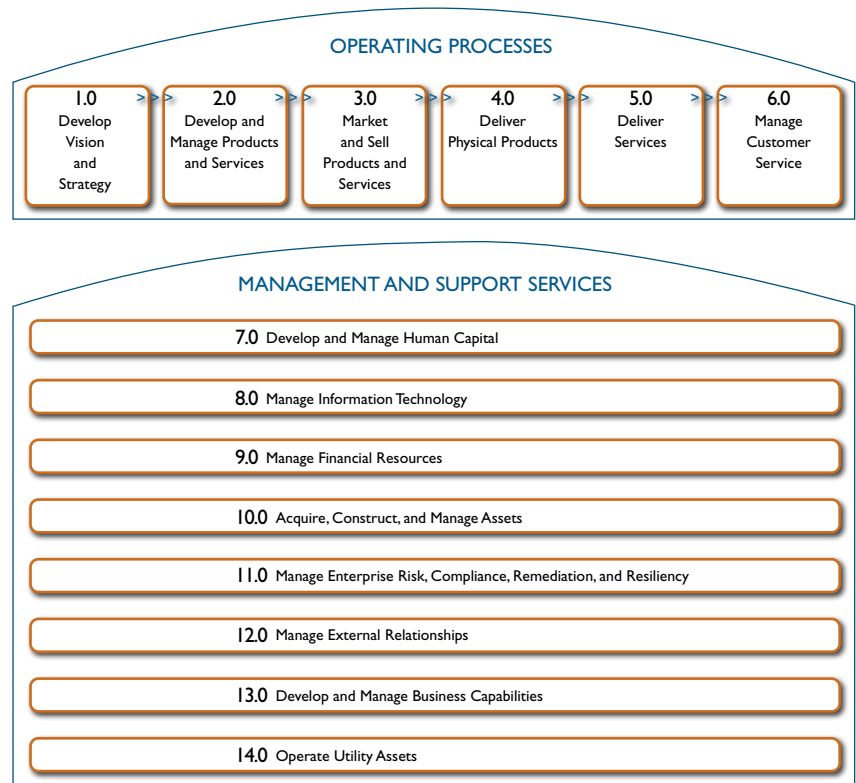 OPERATING PROCESSES
1.0 >>> 2.0 >>> 3.0 >>> 4.0 >>> 5.0 >>> 6.0
Develop
Vision
and
Strategy
Develop and
Manage Products
and Services
Market
and Sell
Products and
Services
Deliver
Physical Products
Deliver
Services
Manage
Customer
Service
MANAGEMENT AND SUPPORT SERVICES
7.0 Develop and Manage Human Capital
8.0 Manage Information Technology
9.0 Manage Financial Resources
10.0 Acquire, Construct, and Manage Assets
11.0 Manage Enterprise Risk, Compliance, Remediation, and Resiliency
12.0 Manage External Relationships
13.0 Develop and Manage Business Capabilities
14.0 Operate Utility Assets